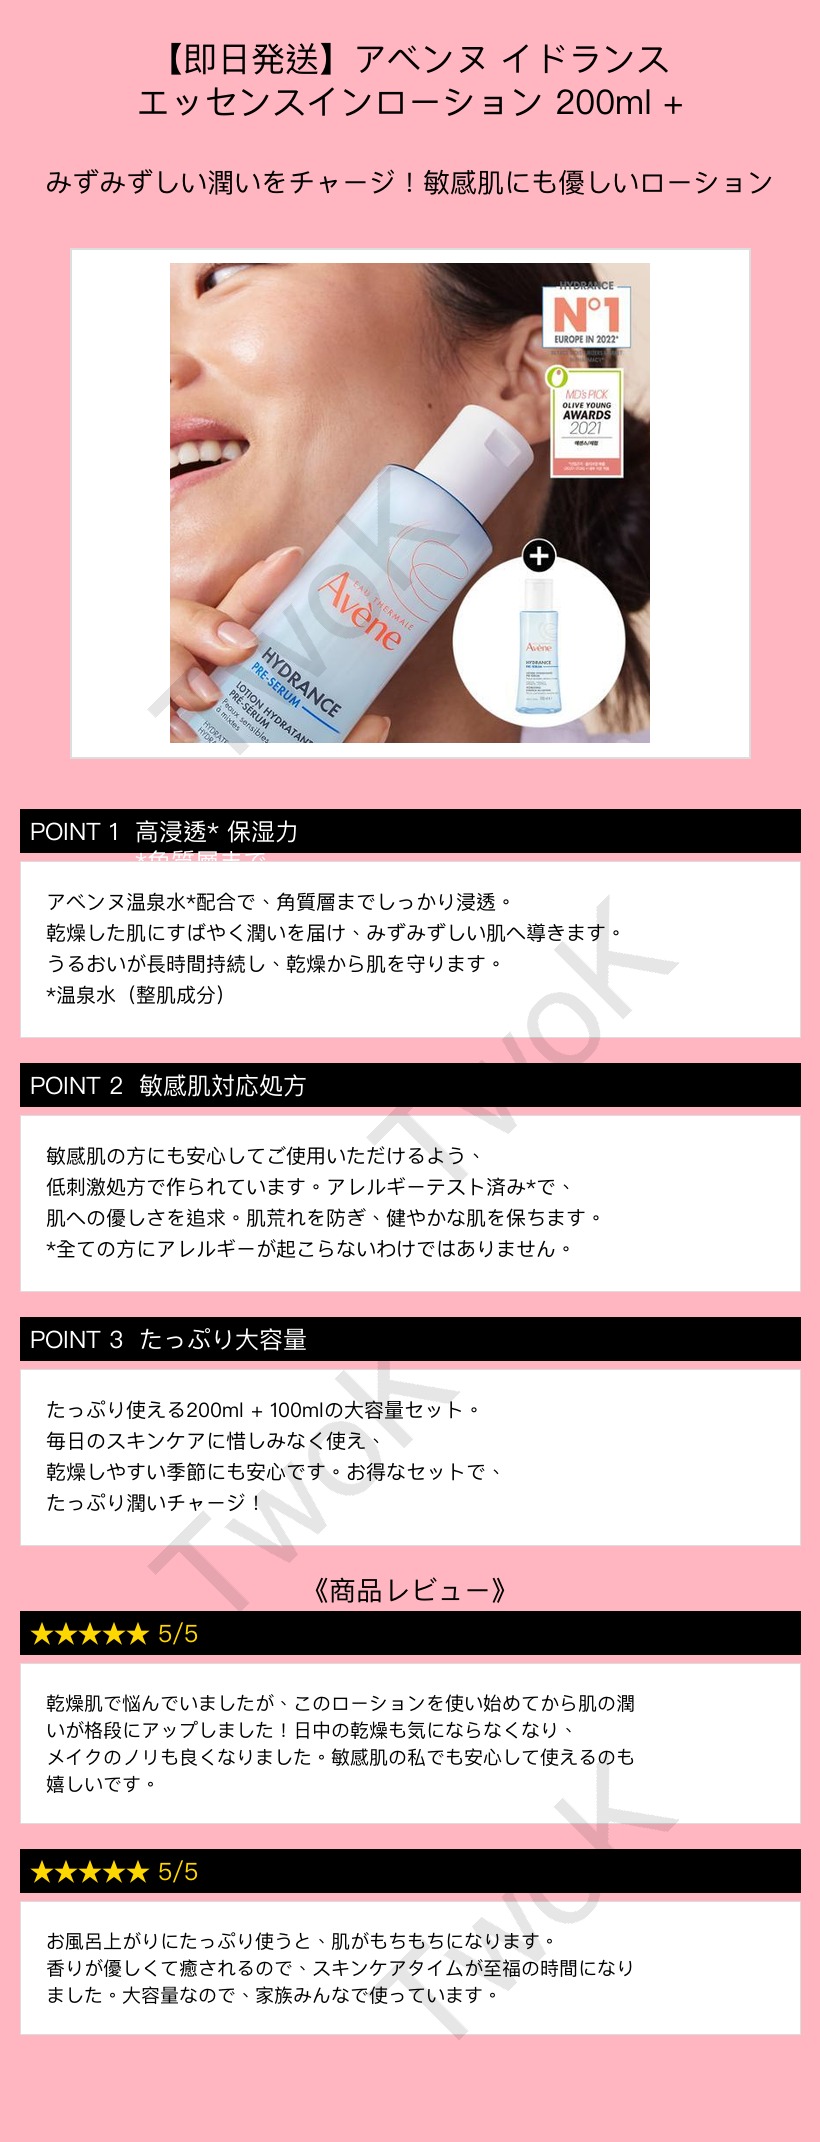 【即日発送】アベンヌ イドランス
エッセンスインローション 200ml +
みずみずしい潤いをチャージ！敏感肌にも優しいローション
HYDRANCE
N°1
EUROPE IN 2022*
MD's PICK
OLIVE YOUNG
AWARDS
2021
에센스/세럼
EAU THERMALE
Avène
HYDRANCE
PRE-SERUM
LOTION HYDRATANT
PRE-SERUM
Peaux sensibles
à mixtes
+
Avène
HYDRANCE
TwoK
POINT 1 高浸透* 保湿力
*角質層まで
アベンヌ温泉水*配合で、角質層までしっかり浸透。
乾燥した肌にすばやく潤いを届け、みずみずしい肌へ導きます。
うるおいが長時間持続し、乾燥から肌を守ります。
*温泉水（整肌成分）
TwoK
POINT 2 敏感肌対応処方
敏感肌の方にも安心してご使用いただけるよう、
低刺激処方で作られています。アレルギーテスト済み*で、
肌への優しさを追求。肌荒れを防ぎ、健やかな肌を保ちます。
*全ての方にアレルギーが起こらないわけではありません。
POINT 3 たっぷり大容量
たっぷり使える200ml + 100mlの大容量セット。
毎日のスキンケアに惜しみなく使え、
乾燥しやすい季節にも安心です。お得なセットで、
たっぷり潤いチャージ！
TwoK
《商品レビュー》
★★★★★ 5/5
乾燥肌で悩んでいましたが、このローションを使い始めてから肌の潤
いが格段にアップしました！日中の乾燥も気にならなくなり、
メイクのノリも良くなりました。敏感肌の私でも安心して使えるのも
嬉しいです。
★★★★★ 5/5
お風呂上がりにたっぷり使うと、肌がもちもちになります。
香りが優しくて癒されるので、スキンケアタイムが至福の時間になり
ました。大容量なので、家族みんなで使っています。
TwoK